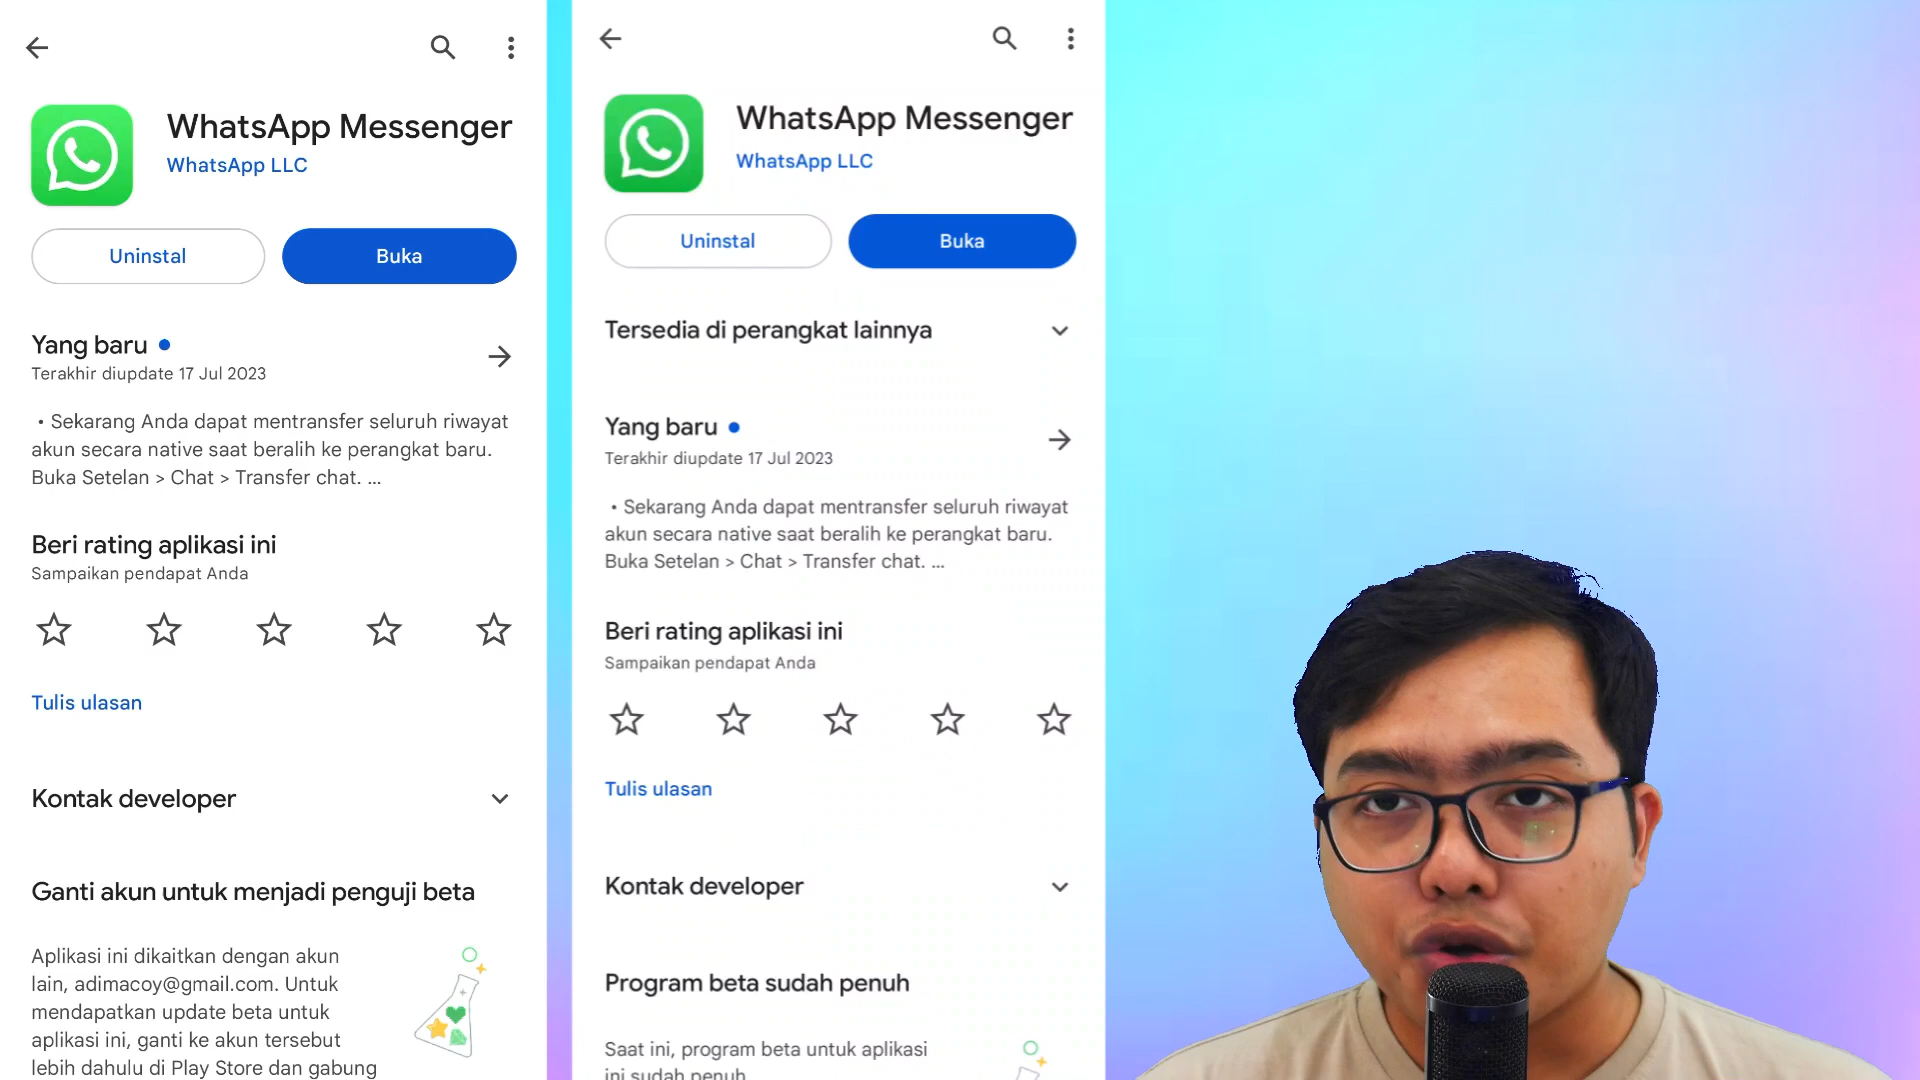 WhatsApp Messenger
WhatsApp LLC
Uninstal
Buka
Yang baru
Terakhir diupdate 17 Jul 2023
• Sekarang Anda dapat mentransfer seluruh riwayat
akun secara native saat beralih ke perangkat baru.
Buka Setelan > Chat > Transfer chat. ...
Beri rating aplikasi ini
Sampaikan pendapat Anda
Tulis ulasan
Kontak developer
Ganti akun untuk menjadi penguji beta
Aplikasi ini dikaitkan dengan akun
lain, adimacoy@gmail.com. Untuk
mendapatkan update beta untuk
aplikasi ini, ganti ke akun tersebut
lebih dahulu di Play Store dan gabung
WhatsApp Messenger
WhatsApp LLC
Uninstal
Buka
Tersedia di perangkat lainnya
Yang baru
Terakhir diupdate 17 Jul 2023
• Sekarang Anda dapat mentransfer seluruh riwayat
akun secara native saat beralih ke perangkat baru.
Buka Setelan > Chat > Transfer chat. ...
Beri rating aplikasi ini
Sampaikan pendapat Anda
Tulis ulasan
Kontak developer
Program beta sudah penuh
Saat ini, program beta untuk aplikasi
ini sudah penuh